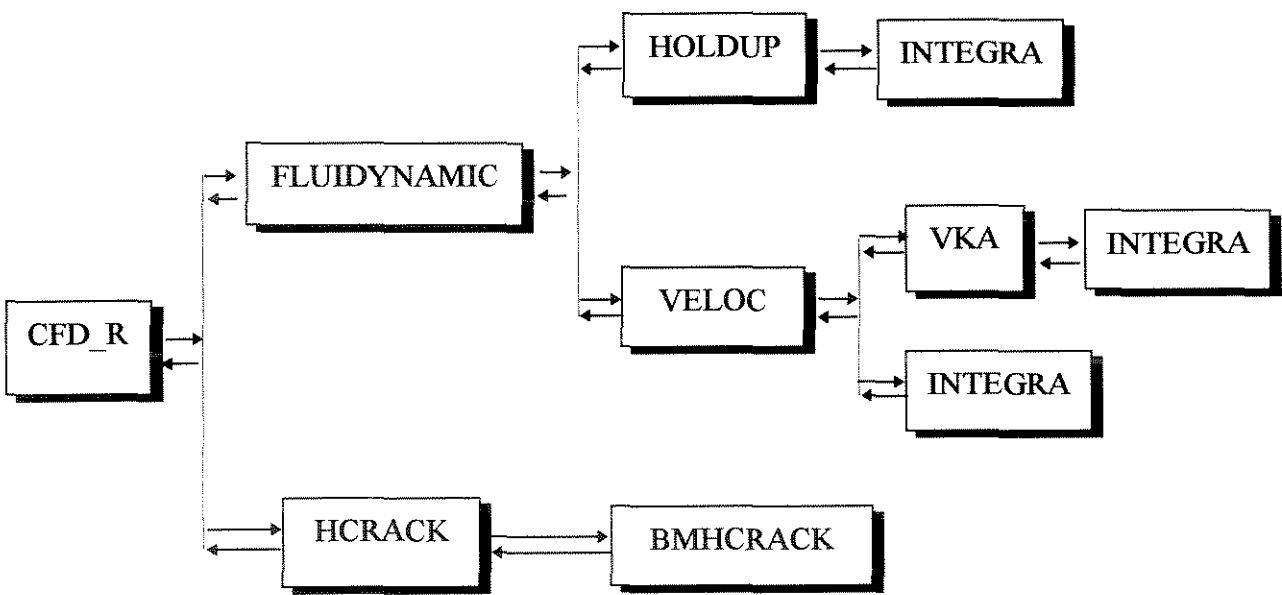 HOLDUP
INTEGRA
FLUIDYNAMIC
VKA
INTEGRA
VELOC
CFD_R
INTEGRA
HCRACK
BMHCRACK